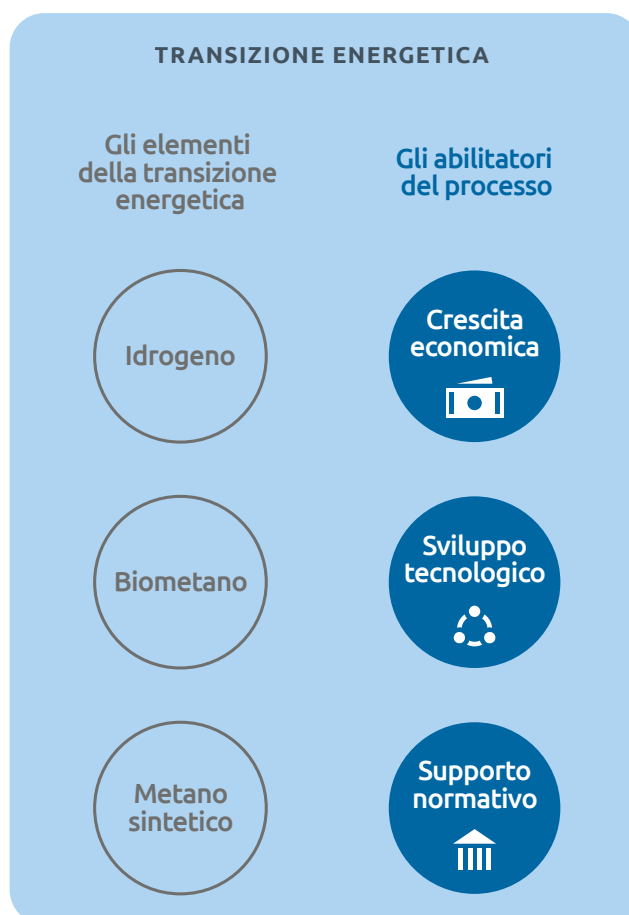 TRANSIZIONE ENERGETICA
Gli elementi
della transizione
energetica
Gli abilitatori
del processo
Idrogeno
Crescita
economica
Biometano
Sviluppo
tecnologico
Metano
sintetico
Supporto
normativo